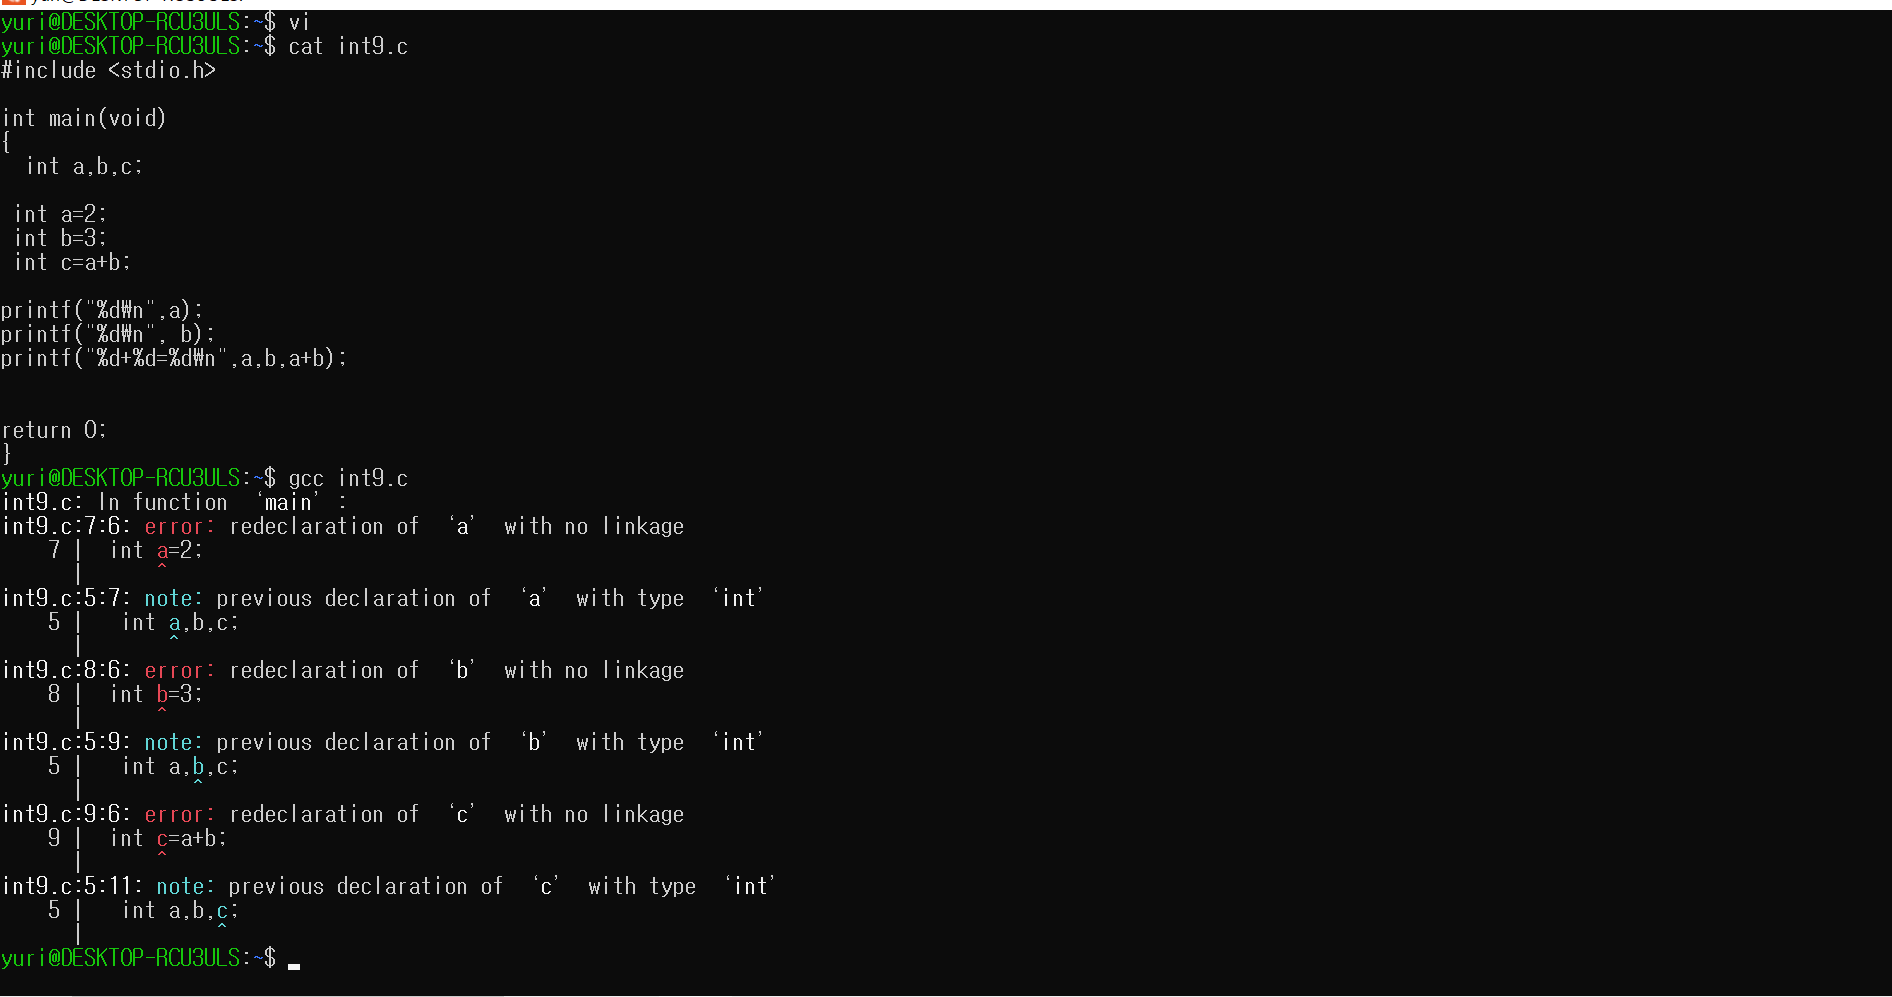 yuri@DESKTOP-RCU3ULS:~$ vi
yuri@DESKTOP-RCU3ULS:~$ cat int9.c
#include <stdio.h>
int main(void)
{
  int a,b,c;
 int a=2;
 int b=3;
 int c=a+b;
printf("%d₩n",a);
printf("%d₩n", b);
printf("%d+%d=%d₩n",a,b,a+b);
return 0;
}
yuri@DESKTOP-RCU3ULS:~$ gcc int9.c
int9.c: In function ‘main’:
int9.c:7:6: error: redeclaration of ‘a’ with no linkage
    7 |  int a=2;
      |      ^
int9.c:5:7: note: previous declaration of ‘a’ with type ‘int’
    5 |   int a,b,c;
      |       ^
int9.c:8:6: error: redeclaration of ‘b’ with no linkage
    8 |  int b=3;
      |      ^
int9.c:5:9: note: previous declaration of ‘b’ with type ‘int’
    5 |   int a,b,c;
      |         ^
int9.c:9:6: error: redeclaration of ‘c’ with no linkage
    9 |  int c=a+b;
      |      ^
int9.c:5:11: note: previous declaration of ‘c’ with type ‘int’
    5 |   int a,b,c;
      |           ^
yuri@DESKTOP-RCU3ULS:~$